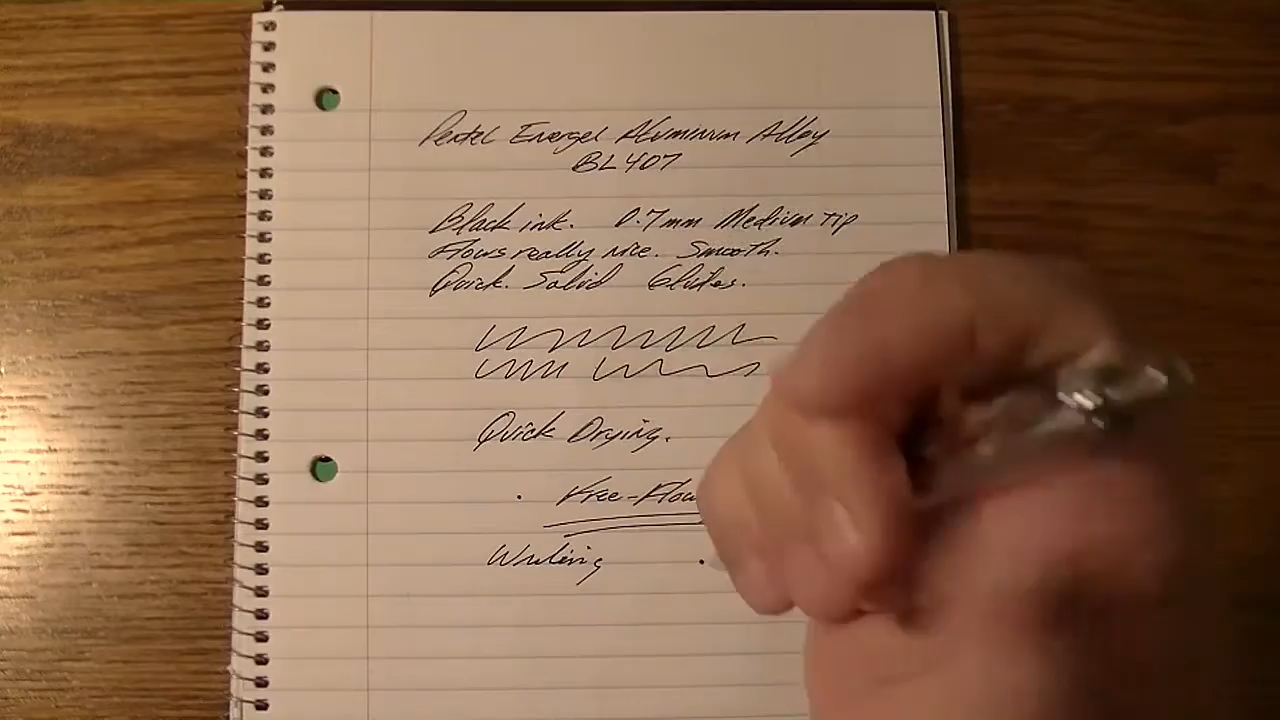 Pentel Energel Aluminum Alloy
BL407
Black ink. 0.7mm Medium Tip
Flows really nice. Smooth.
Quick. Solid Glides.
Quick Drying.
Free-Flow
Writing